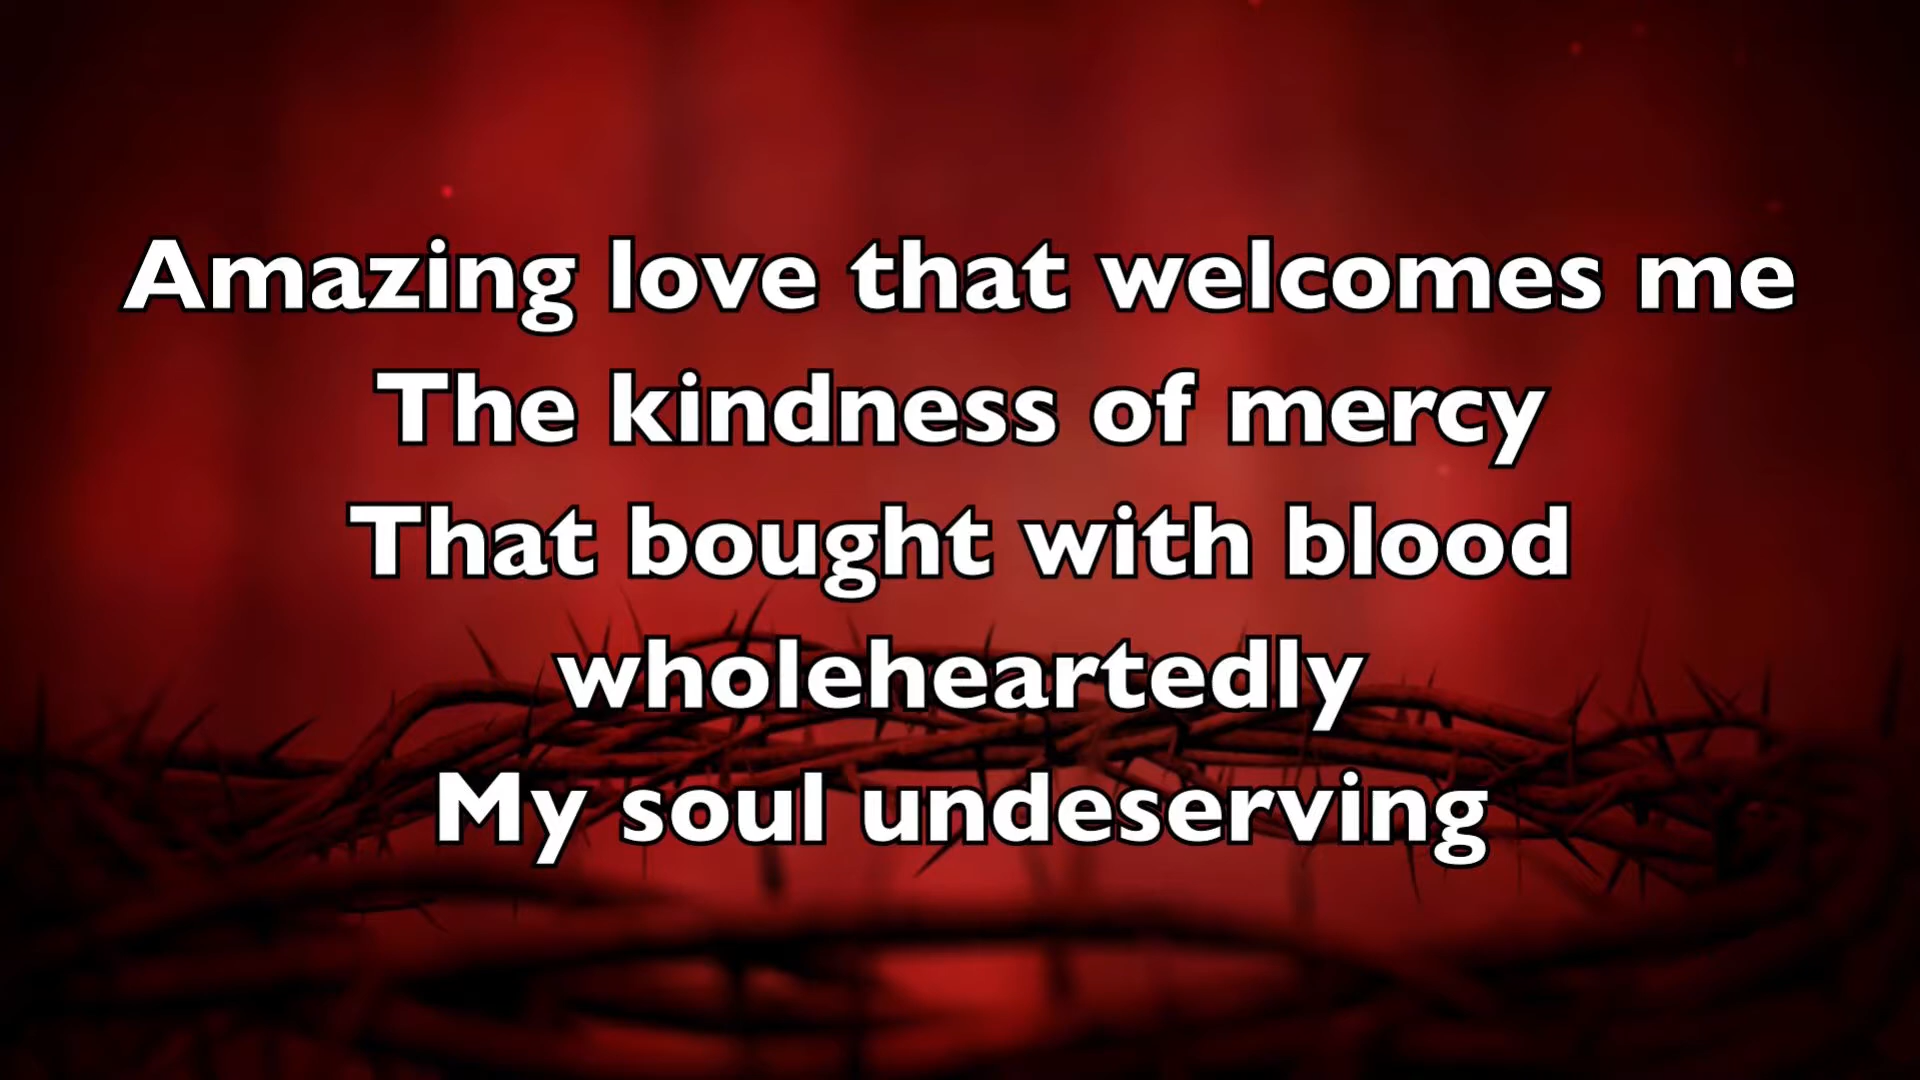 Amazing love that welcomes me
The kindness of mercy
That bought with blood
wholeheartedly
My soul undeserving